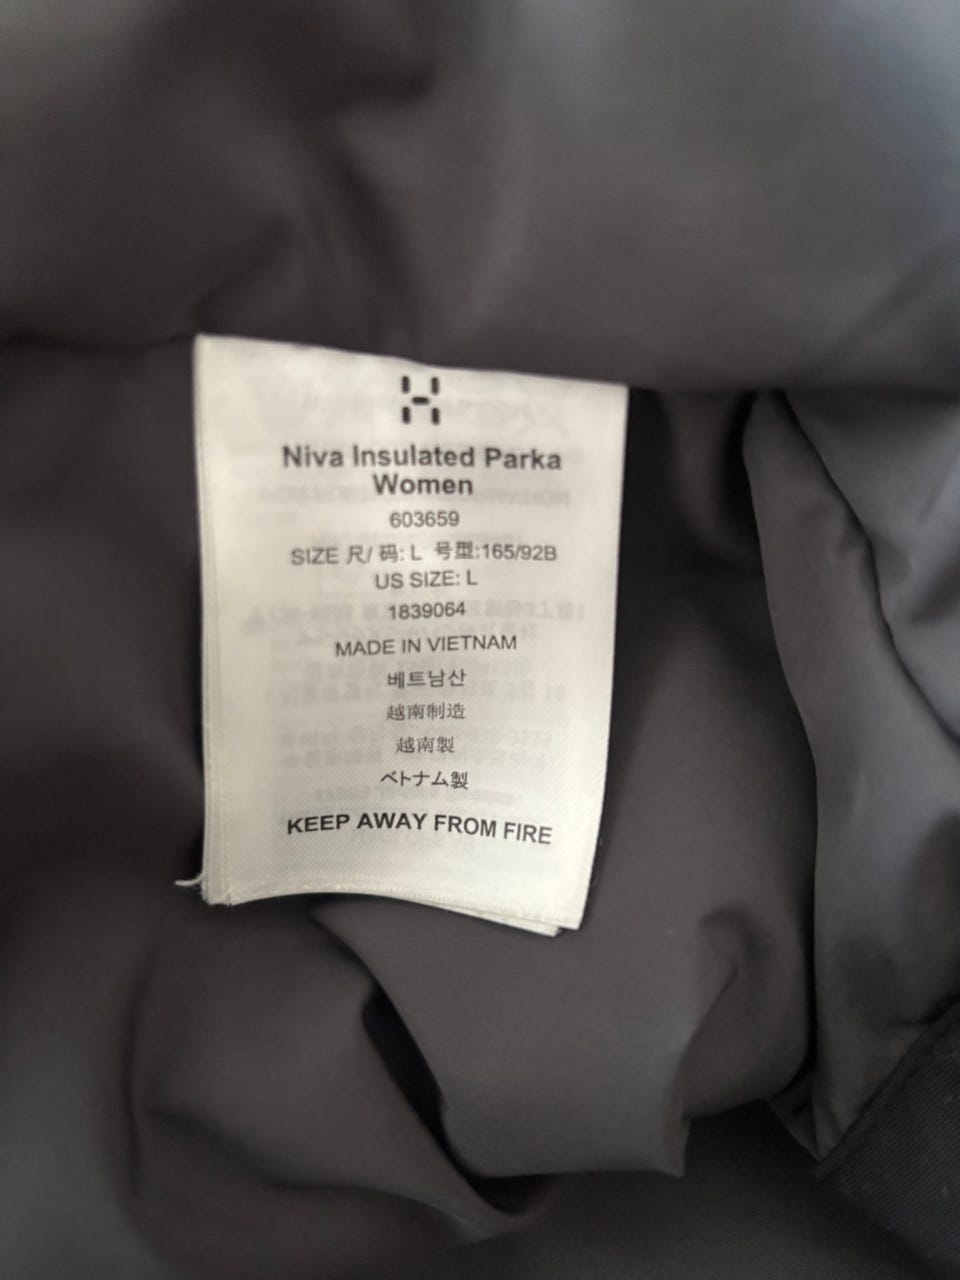 Niva Insulated Parka
Women
603659
SIZE 尺/ 码: L 号型:165/92B
US SIZE: L
1839064
MADE IN VIETNAM
베트남산
越南制造
越南製
ベトナム製
KEEP AWAY FROM FIRE